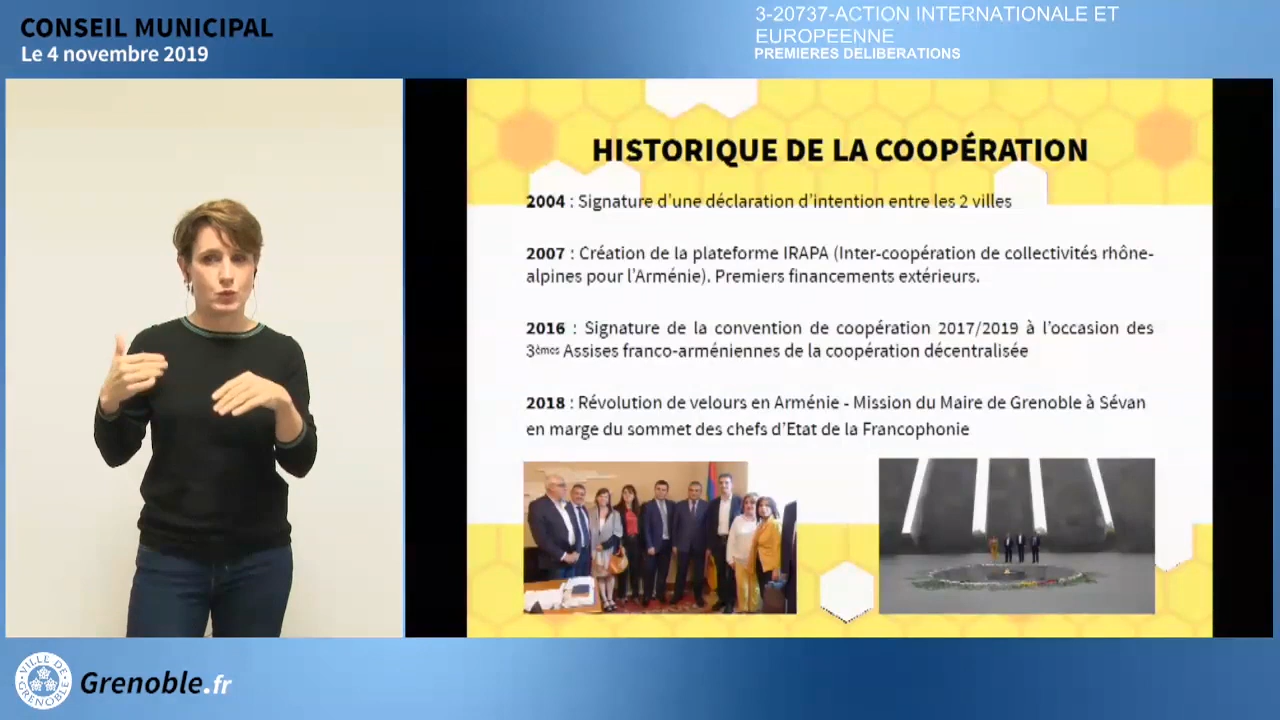 CONSEIL MUNICIPAL
Le 4 novembre 2019
3-20737-ACTION INTERNATIONALE ET
EUROPEENNE
PREMIERES DELIBERATIONS
HISTORIQUE DE LA COOPÉRATION
2004 : Signature d'une déclaration d'intention entre les 2 villes
2007 : Création de la plateforme IRAPA (Inter-coopération de collectivités rhône-
alpines pour l'Arménie). Premiers financements extérieurs.
2016 : Signature de la convention de coopération 2017/2019 à l'occasion des
3èmes Assises franco-arméniennes de la coopération décentralisée
2018 : Révolution de velours en Arménie - Mission du Maire de Grenoble à Sévan
en marge du sommet des chefs d'Etat de la Francophonie
VILLE DE
GRENOBLE
Grenoble.fr